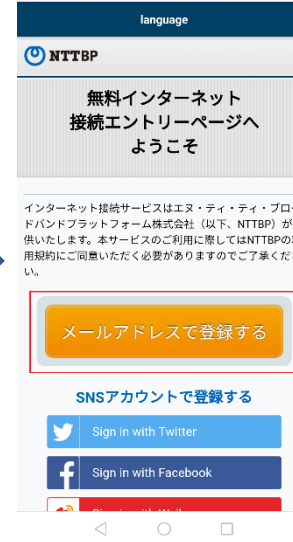 language
NTTBP
無料インターネット
接続エントリーページへ
ようこそ
インターネット接続サービスはエヌ・ティ・ティ・ブロー
ドバンドプラットフォーム株式会社（以下、NTTBP）が
供いたします。本サービスのご利用に際してはNTTBPの
用規約にご同意いただく必要がありますのでご了承くだ
い。
メールアドレスで登録する
SNSアカウントで登録する
Sign in with Twitter
Sign in with Facebook